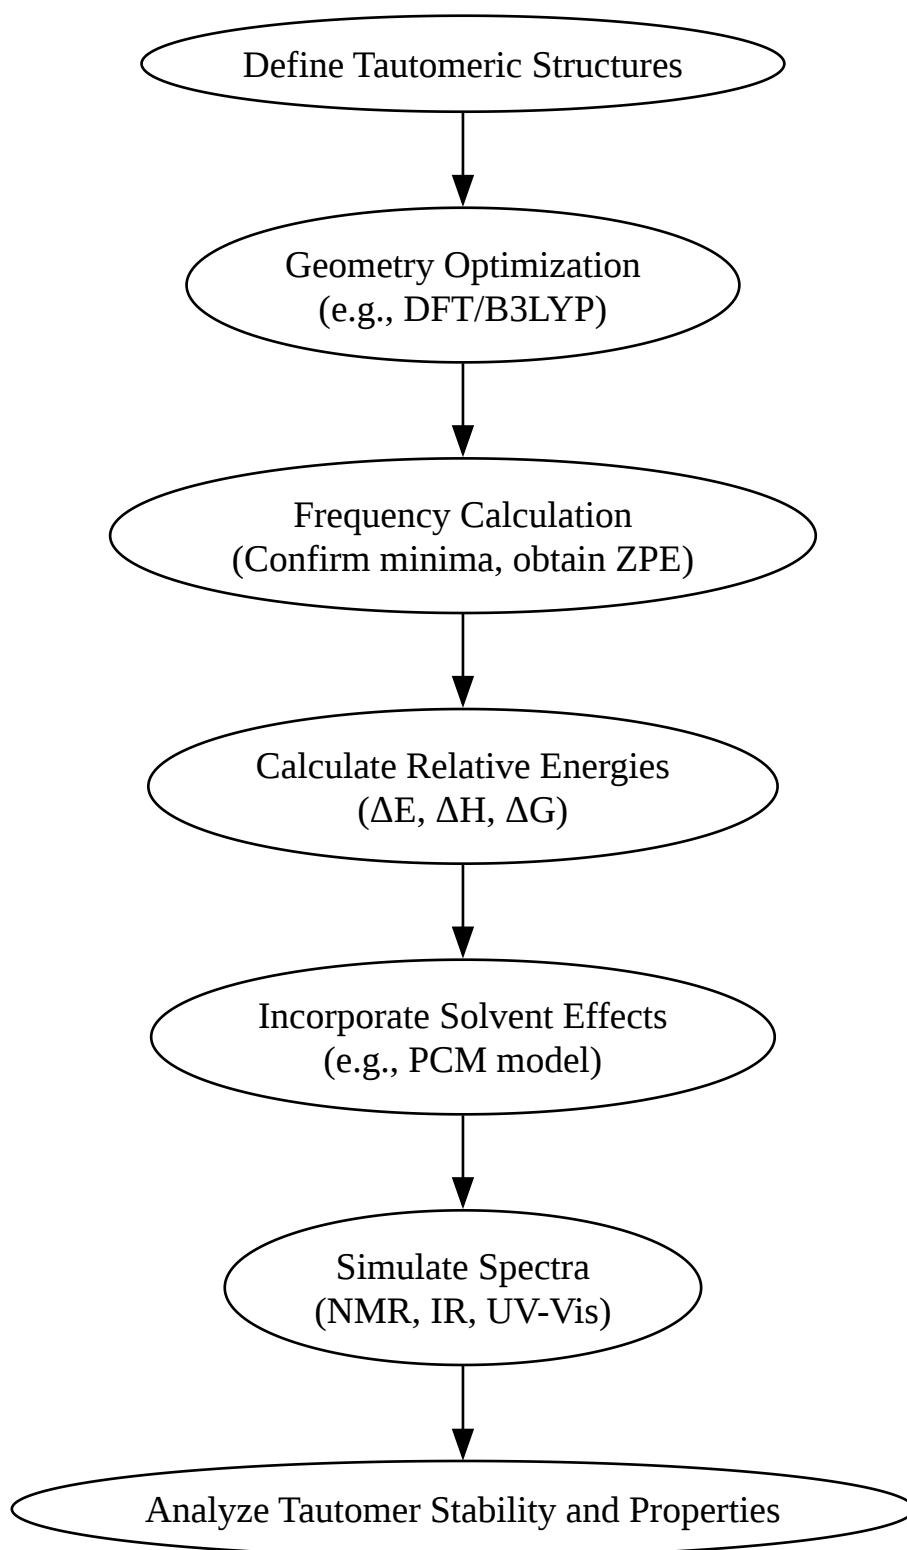 Define Tautomeric Structures
Geometry Optimization
(e.g., DFT/B3LYP)
Frequency Calculation
(Confirm minima, obtain ZPE)
Calculate Relative Energies
(ΔE, ΔH, ΔG)
Incorporate Solvent Effects
(e.g., PCM model)
Simulate Spectra
(NMR, IR, UV-Vis)
Analyze Tautomer Stability and Properties